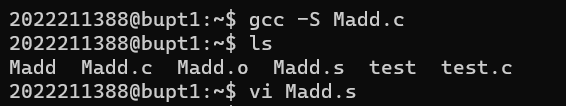 2022211388@bupt1:~$ gcc -S Madd.c
2022211388@bupt1:~$ ls
Madd  Madd.c  Madd.o  Madd.s  test  test.c
2022211388@bupt1:~$ vi Madd.s